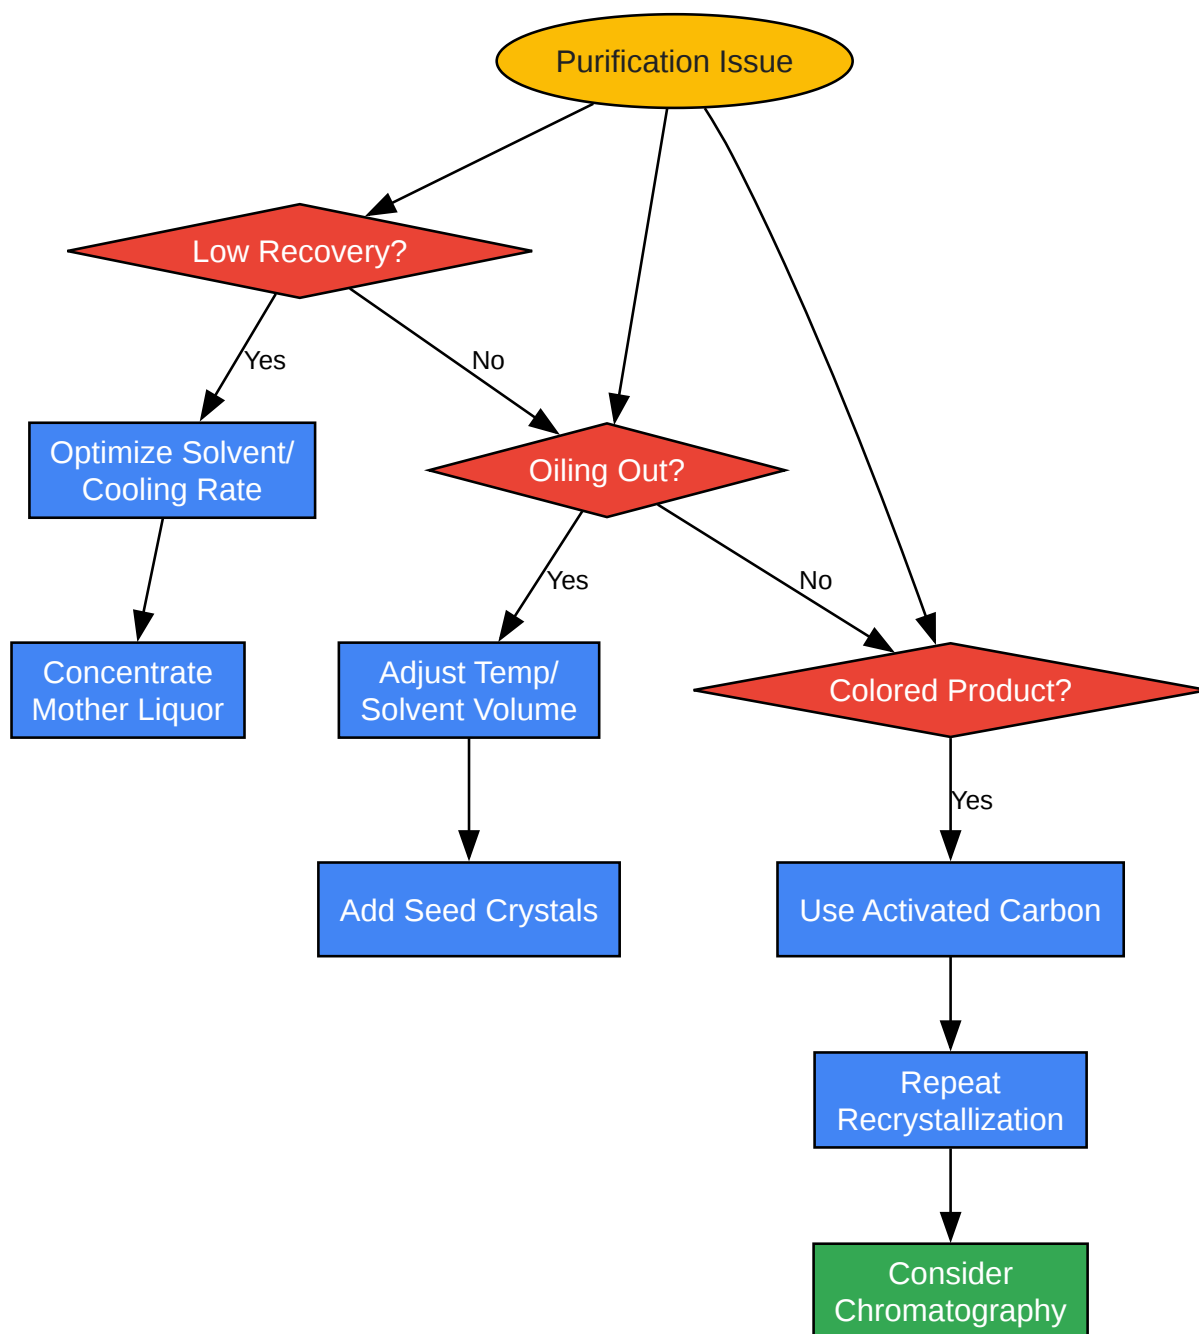 Purification Issue
Low Recovery?
Yes
No
Optimize Solvent/
Cooling Rate
Oiling Out?
Yes
No
Concentrate
Mother Liquor
Adjust Temp/
Solvent Volume
Colored Product?
Yes
Add Seed Crystals
Use Activated Carbon
Repeat
Recrystallization
Consider
Chromatography